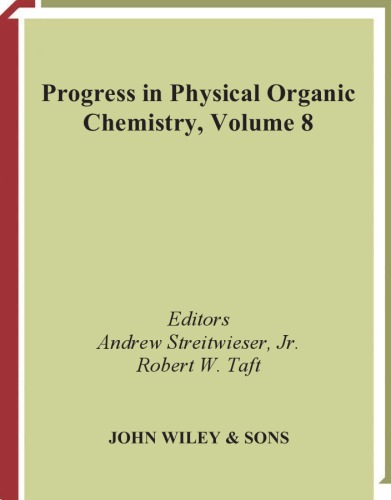 Progress in Physical Organic
Chemistry, Volume 8
Editors
Andrew Streitwieser, Jr.
Robert W. Taft
JOHN WILEY & SONS